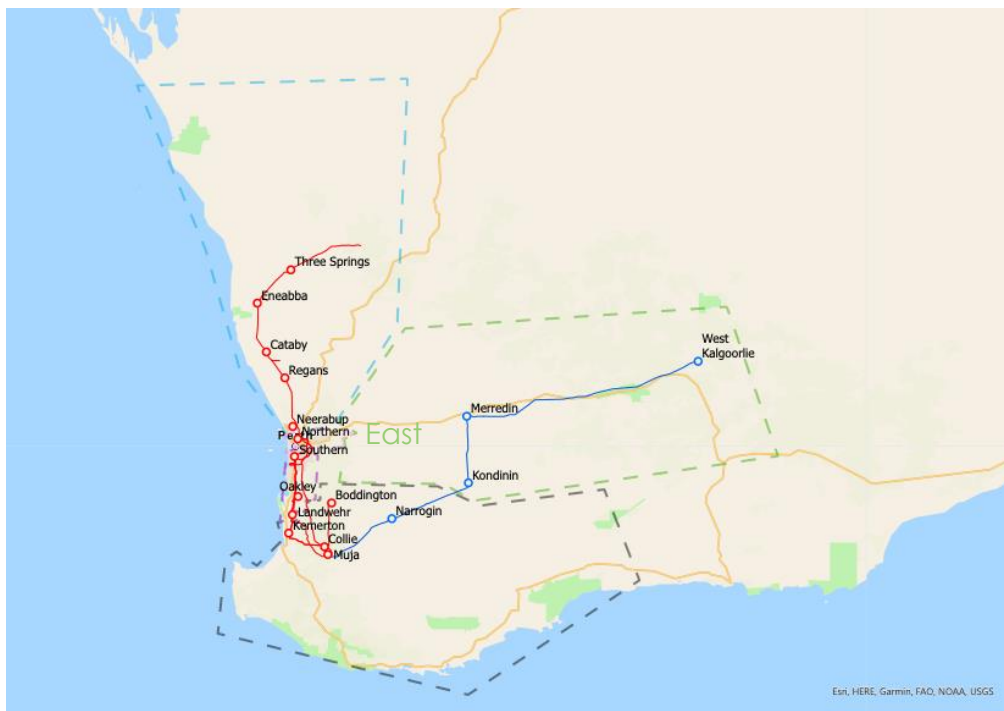 Three Springs
Eneabba
West
Kalgoorlie
Cataby
Regans
Merredin
Neerabup
Northern
Perth
East
Southern
Kondinin
Oakley
Boddington
Landwehr
Narrogin
Kemerton
Collie
Muja
Esri, HERE, Garmin, FAO, NOAA, USGS